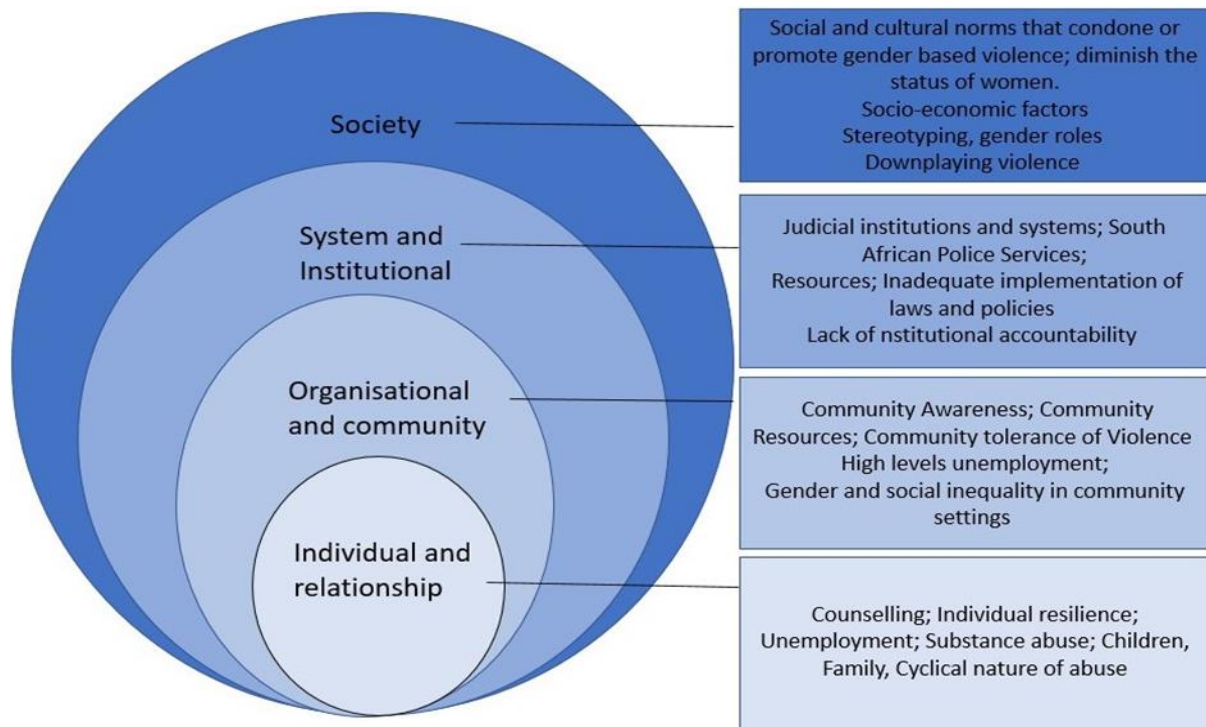 Society
Social and cultural norms that condone or
promote gender based violence; diminish the
status of women.
Socio-economic factors
Stereotyping, gender roles
Downplaying violence
System and
Institutional
Judicial institutions and systems; South
African Police Services;
Resources; Inadequate implementation of
laws and policies
Lack of nstitutional accountability
Organisational
and community
Community Awareness; Community
Resources; Community tolerance of Violence
High levels unemployment;
Gender and social inequality in community
settings
Individual and
relationship
Counselling; Individual resilience;
Unemployment; Substance abuse; Children,
Family, Cyclical nature of abuse